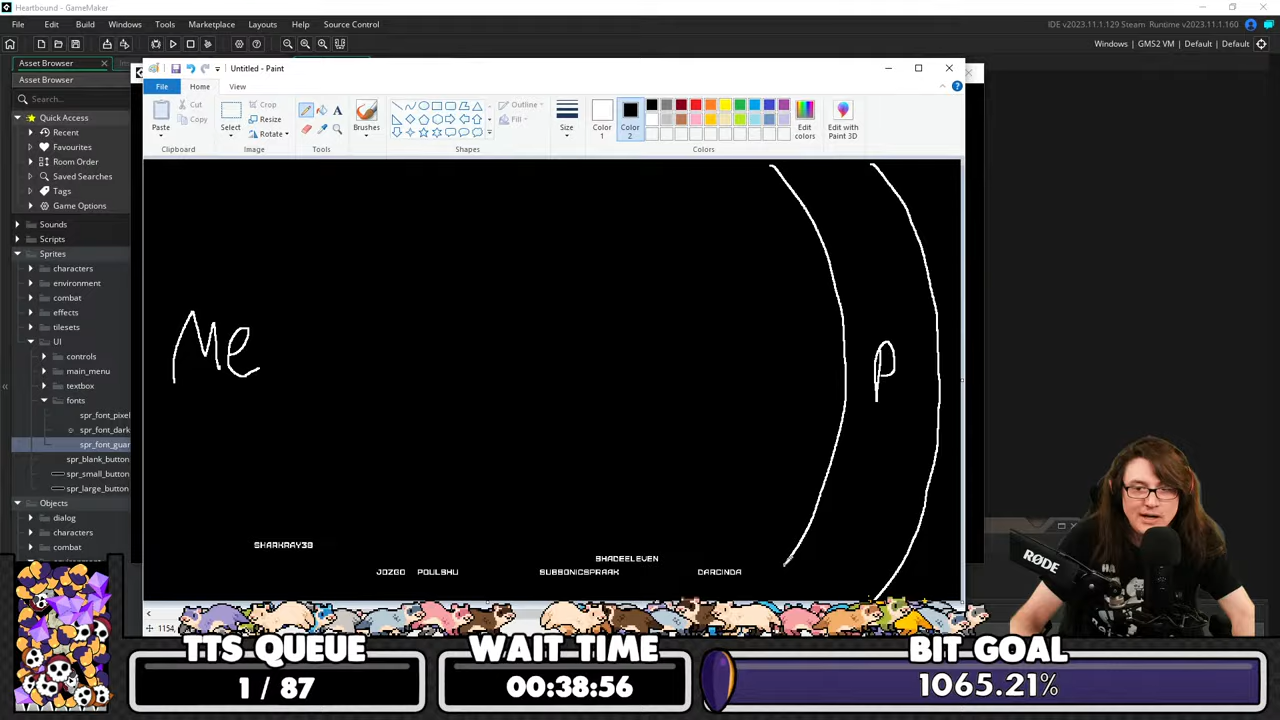 Heartbound - GameMaker
File Edit Build Windows Tools Marketplace Layouts Help Source Control
IDE v2023.11.1.129 Steam Runtime v2023.11.1.160
Windows | GMS2 VM | Default | Default
Asset Browser
Asset Browser
Search...
Quick Access
Recent
Favourites
Room Order
Saved Searches
Tags
Game Options
Sounds
Scripts
Sprites
characters
environment
combat
effects
tilesets
UI
controls
main_menu
textbox
fonts
spr_font_pixel
spr_font_dark
spr_font_guar
spr_blank_button
spr_small_button
spr_large_button
Objects
dialog
characters
combat
Untitled - Paint
File Home View
Paste
Cut
Copy
Clipboard
Select
Crop
Resize
Rotate
Image
A
Tools
Brushes
Outline
Fill
Shapes
Size
Color 1
Color 2
Edit colors
Edit with Paint 3D
Colors
Me
P
SHARKRAY38
SHADEELEVEN
JOZGO POULSHU SUBSONICSPRAAK DARCINDA
1154,
RØDE
TTS QUEUE
1 / 87
WAIT TIME
00:38:56
BIT GOAL
1065.21%